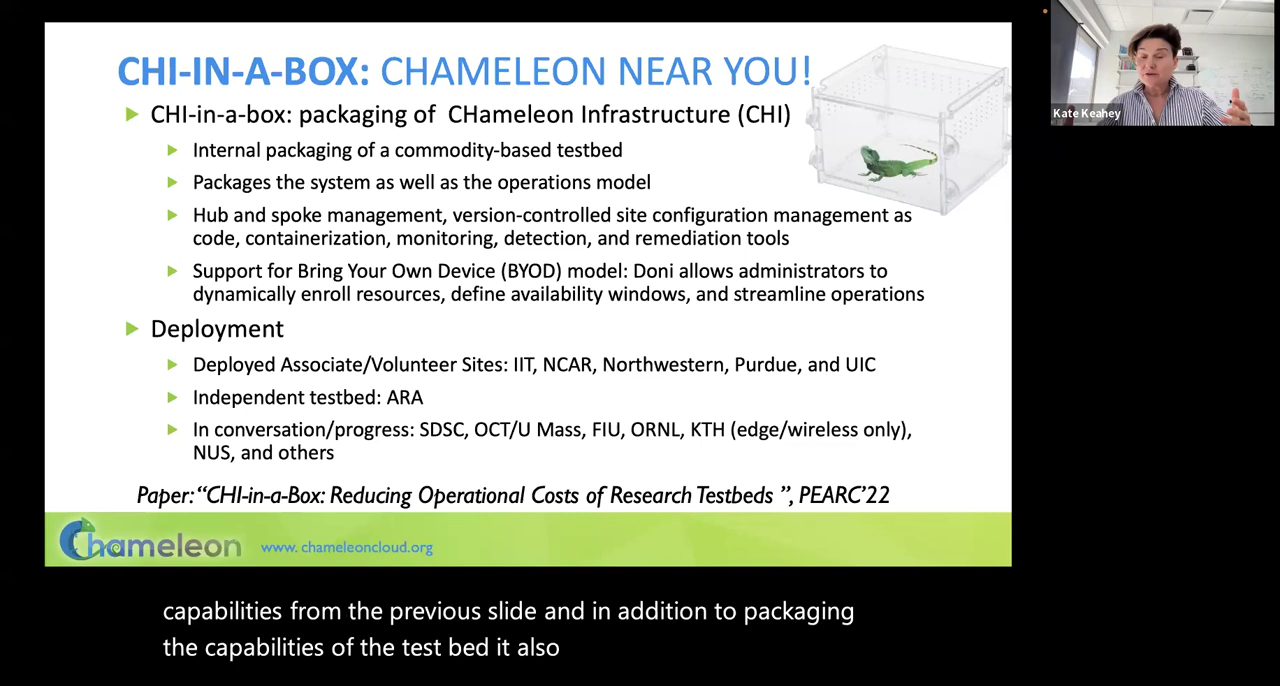 CHI-IN-A-BOX: CHAMELEON NEAR YOU!
CHI-in-a-box: packaging of CHameleon Infrastructure (CHI)
Internal packaging of a commodity-based testbed
Packages the system as well as the operations model
Hub and spoke management, version-controlled site configuration management as
code, containerization, monitoring, detection, and remediation tools
Support for Bring Your Own Device (BYOD) model: Doni allows administrators to
dynamically enroll resources, define availability windows, and streamline operations
Deployment
Deployed Associate/Volunteer Sites: IIT, NCAR, Northwestern, Purdue, and UIC
Independent testbed: ARA
In conversation/progress: SDSC, OCT/U Mass, FIU, ORNL, KTH (edge/wireless only),
NUS, and others
Paper: “CHI-in-a-Box: Reducing Operational Costs of Research Testbeds ”, PEARC’22
Chameleon
www. chameleoncloud.org
Kate Keahey
capabilities from the previous slide and in addition to packaging
the capabilities of the test bed it also